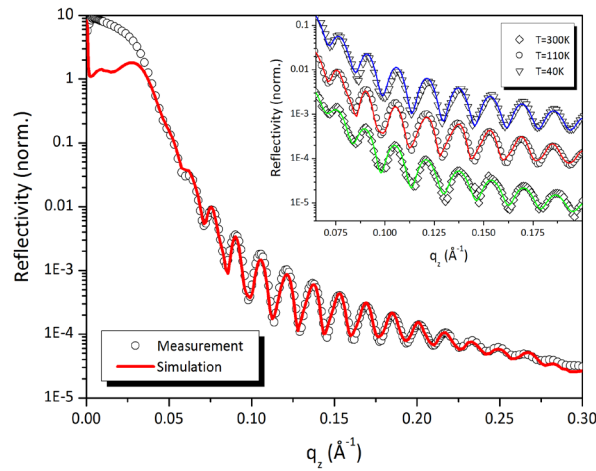 10
1
0.1
0.01
1E-3
1E-4
1E-5
Reflectivity (norm.)
0.00
0.05
0.10
0.15
0.20
0.25
0.30
q_z (Å⁻¹)
Measurement
Simulation
0.1
0.01
1E-3
1E-4
1E-5
Reflectivity (norm.)
0.075
0.100
0.125
0.150
0.175
q_z (Å⁻¹)
T=300K
T=110K
T=40K